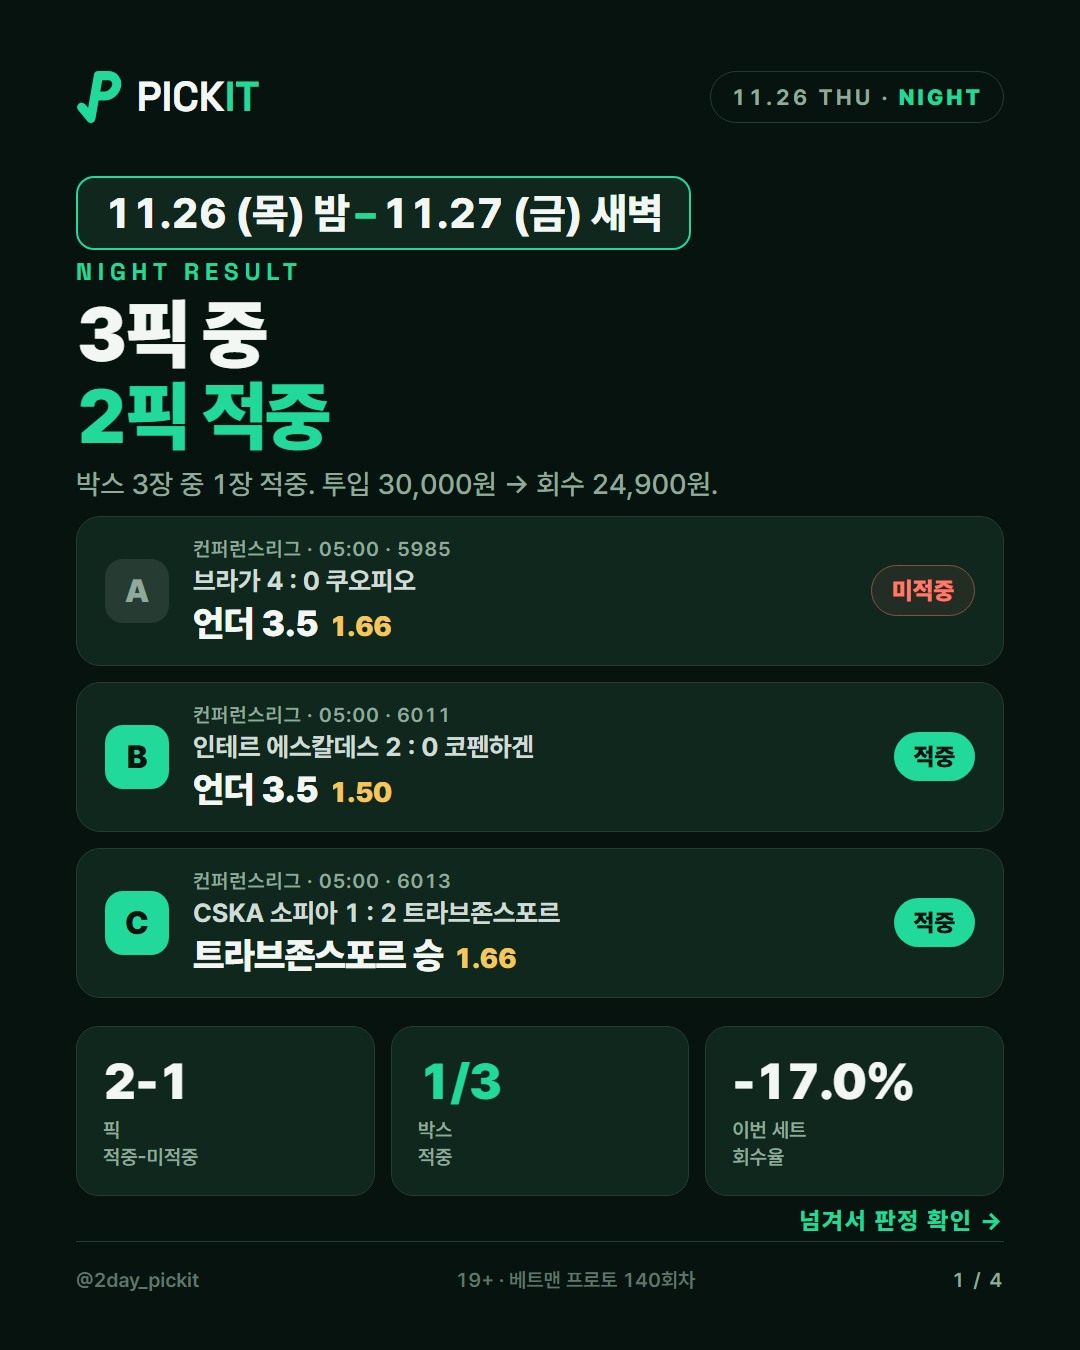 PICKIT
11.26 THU · NIGHT
11.26 (목) 밤 – 11.27 (금) 새벽
NIGHT RESULT
3픽 중
2픽 적중
박스 3장 중 1장 적중. 투입 30,000원 → 회수 24,900원.
A
컨퍼런스리그 · 05:00 · 5985
브라가 4 : 0 쿠오피오
언더 3.5 1.66
미적중
B
컨퍼런스리그 · 05:00 · 6011
인테르 에스칼데스 2 : 0 코펜하겐
언더 3.5 1.50
적중
C
컨퍼런스리그 · 05:00 · 6013
CSKA 소피아 1 : 2 트라브존스포르
트라브존스포르 승 1.66
적중
2-1
픽
적중-미적중
1/3
박스
적중
-17.0%
이번 세트
회수율
넘겨서 판정 확인 →
@2day_pickit
19+ · 베트맨 프로토 140회차
1 / 4